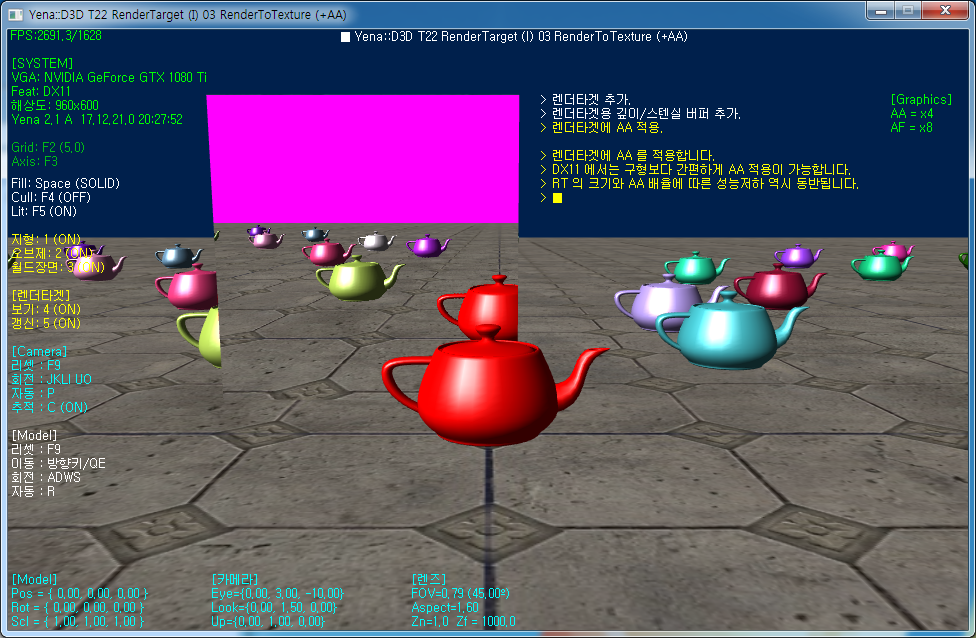 Yena::D3D T22 RenderTarget (I) 03 RenderToTexture (+AA)
FPS:2691,3/1628
Yena::D3D T22 RenderTarget (I) 03 RenderToTexture (+AA)
[SYSTEM]
VGA: NVIDIA GeForce GTX 1080 Ti
Feat: DX11
해상도: 960x600
Yena 2,1 A 17,12,21,0 20:27:52
Grid: F2 (5,0)
Axis: F3
Fill: Space (SOLID)
Cull: F4 (OFF)
Lit: F5 (ON)
지형: 1 (ON)
오브제: 2 (ON)
월드장면: 3 (ON)
[렌더타겟]
보기: 4 (ON)
갱신: 5 (ON)
[Camera]
리셋 : F9
회전 : JKLI UO
자동 : P
추적 : C (ON)
[Model]
리셋 : F9
이동 : 방향키/QE
회전 : ADWS
자동 : R
> 렌더타겟 추가,
> 렌더타겟용 깊이/스텐실 버퍼 추가,
> 렌더타겟에 AA 적용,
> 렌더타겟에 AA 를 적용합니다,
> DX11 에서는 구형보다 간편하게 AA 적용이 가능합니다,
> RT 의 크기와 AA 배율에 따른 성능저하 역시 동반됩니다,
>
[Graphics]
AA = x4
AF = x8
[Model]
Pos = { 0,00, 0,00, 0,00 }
Rot = { 0,00, 0,00, 0,00 }
Scl = { 1,00, 1,00, 1,00 }
[카메라]
Eye={0,00, 3,00, -10,00}
Look={0,00, 1,50, 0,00}
Up={0,00, 1,00, 0,00}
[렌즈]
FOV=0,79 (45,00º)
Aspect=1,60
Zn=1,0 Zf = 1000,0